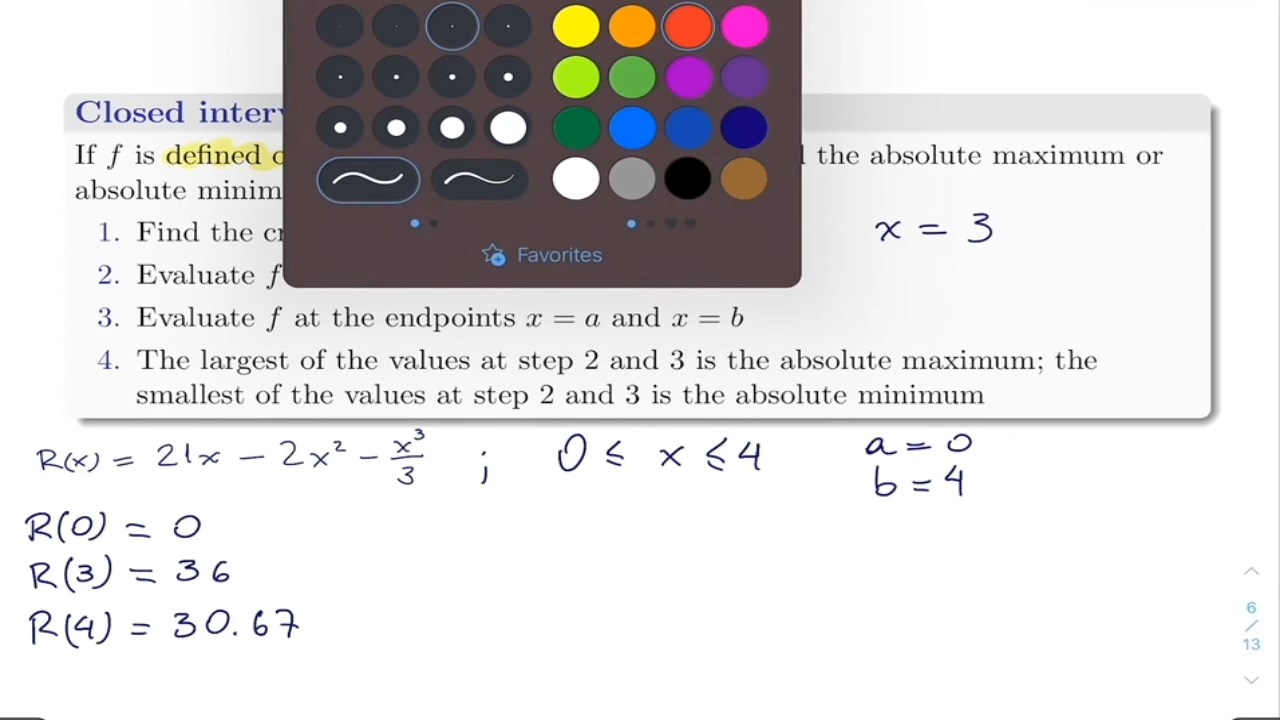 Closed
If f is defined the absolute maximum or
absolute
1. Find the
2. Evaluate f
x = 3
3. Evaluate f at the endpoints x = a and x = b
4. The largest of the values at step 2 and 3 is the absolute maximum; the
smallest of the values at step 2 and 3 is the absolute minimum
Favorites
R(x) = 21x - 2x² - x³/3 ; 0 ≤ x ≤ 4
a = 0
b = 4
R(0) = 0
R(3) = 36
R(4) = 30.67
6
/
13